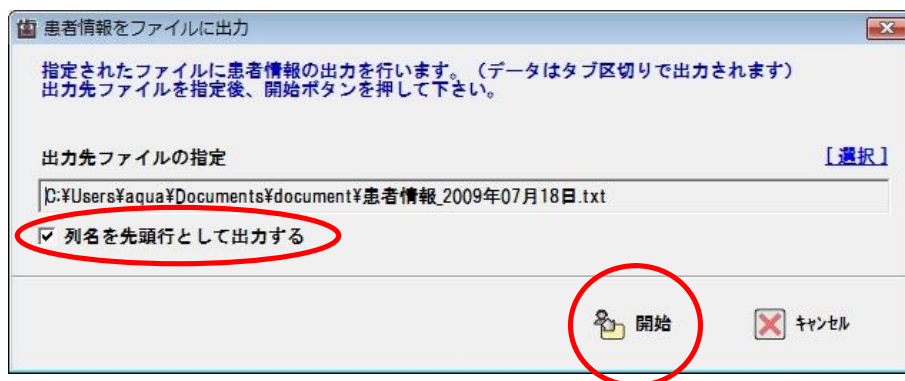 患者情報をファイルに出力
指定されたファイルに患者情報の出力を行います。（データはタブ区切りで出力されます）
出力先ファイルを指定後、開始ボタンを押して下さい。
出力先ファイルの指定
[選択]
C:¥Users¥aqua¥Documents¥document¥患者情報_2009年07月18日.txt
列名を先頭行として出力する
開始
ｷｬﾝｾﾙ